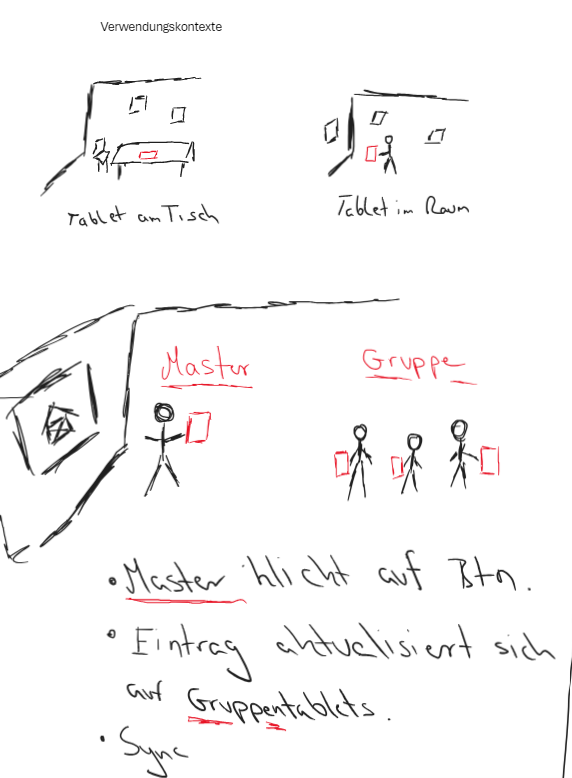 Verwendungskontexte
Tablet am Tisch
Tablet im Raum
Master
Gruppe
• Master klickt auf Btn.
• Eintrag aktualisiert sich
auf Gruppentablets.
• Sync